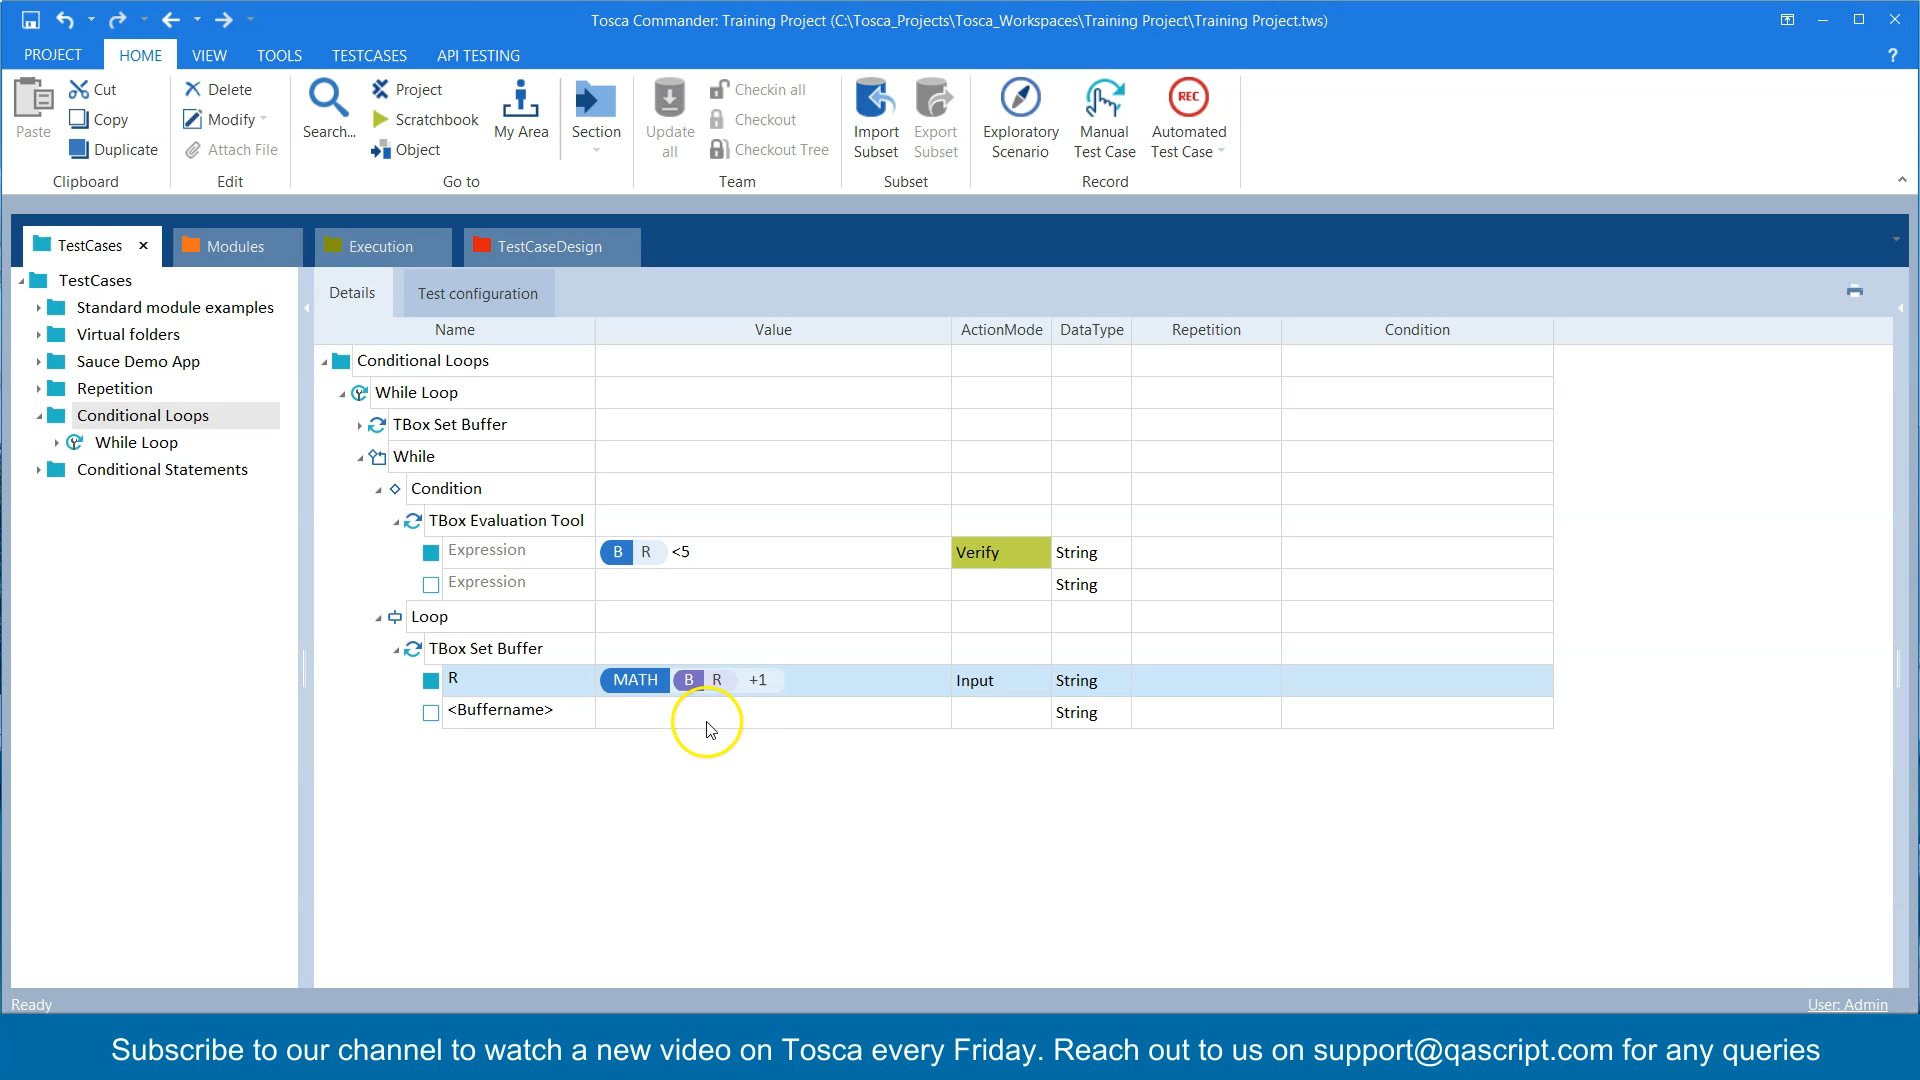 Tosca Commander: Training Project (C:\Tosca_Projects\Tosca_Workspaces\Training Project\Training Project.tws)
PROJECT HOME VIEW TOOLS TESTCASES API TESTING ?
Paste
Cut
Copy
Duplicate
Clipboard
Delete
Modify
Attach File
Edit
Search...
Project
Scratchbook
Object
My Area
Go to
Section
Update all
Checkin all
Checkout
Checkout Tree
Team
Import Subset
Export Subset
Subset
Exploratory Scenario
Manual Test Case
REC
Automated Test Case
Record
TestCases Modules Execution TestCaseDesign
TestCases
Standard module examples
Virtual folders
Sauce Demo App
Repetition
Conditional Loops
While Loop
Conditional Statements
Details Test configuration
Name Value ActionMode DataType Repetition Condition
Conditional Loops
While Loop
TBox Set Buffer
While
Condition
TBox Evaluation Tool
Expression B R <5 Verify String
Expression String
Loop
TBox Set Buffer
R MATH B R +1 Input String
<Buffername> String
Ready User: Admin
Subscribe to our channel to watch a new video on Tosca every Friday. Reach out to us on support@qascript.com for any queries